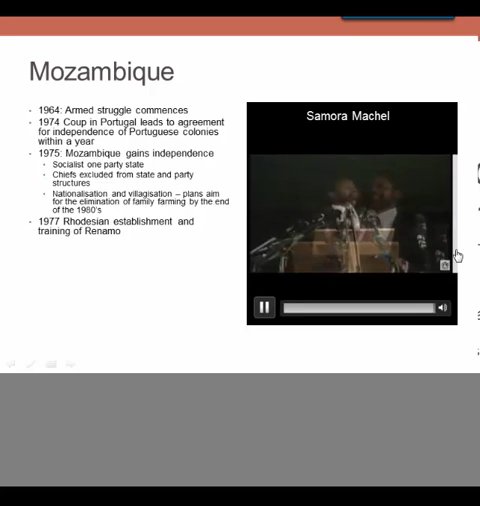 Mozambique
- 1964: Armed struggle commences
- 1974 Coup in Portugal leads to agreement
for independence of Portuguese colonies
within a year
- 1975: Mozambique gains independence
• Socialist one party state
• Chiefs excluded from state and party
structures
• Nationalisation and villagisation – plans aim
for the elimination of family farming by the end
of the 1980's
- 1977 Rhodesian establishment and
training of Renamo
Samora Machel